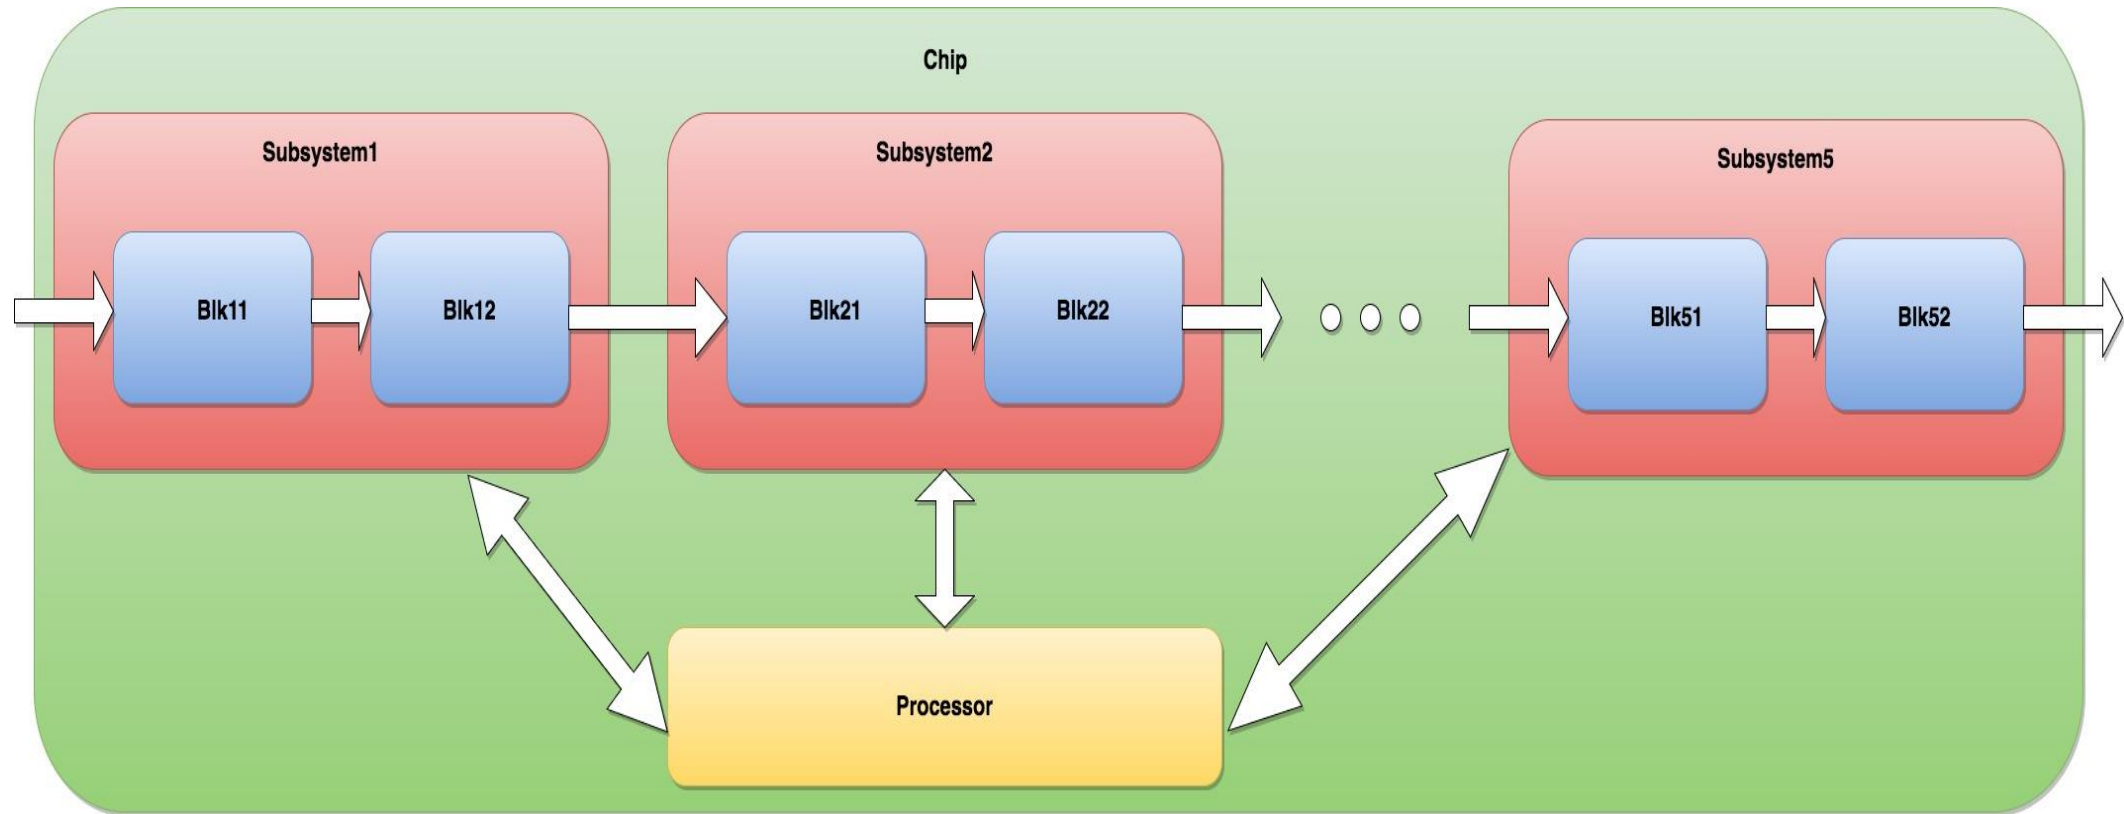 Chip
Subsystem1
Subsystem2
Subsystem5
Blk11
Blk12
Blk21
Blk22
Blk51
Blk52
Processor